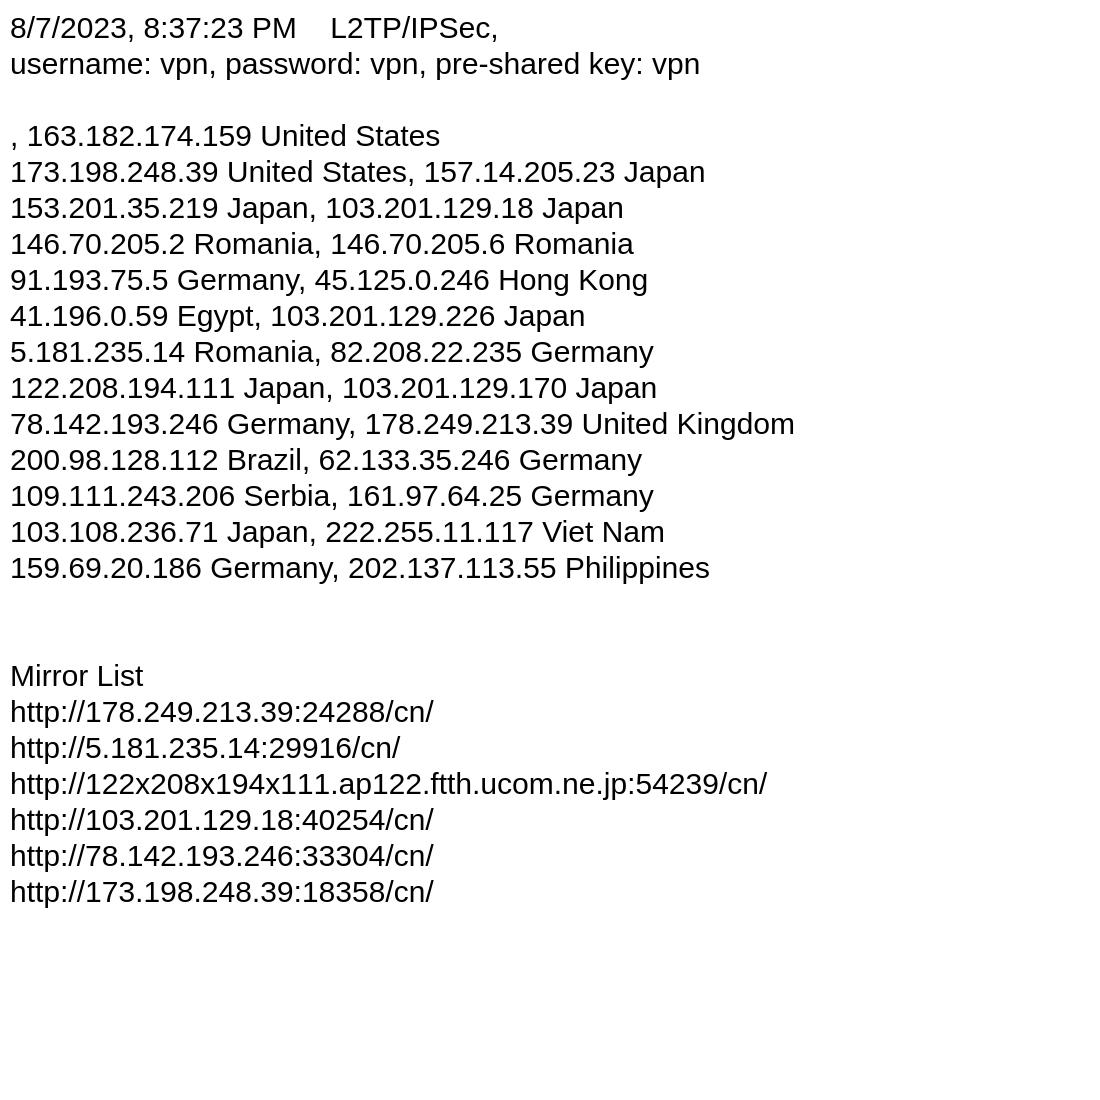 8/7/2023, 8:37:23 PM    L2TP/IPSec,
username: vpn, password: vpn, pre-shared key: vpn
, 163.182.174.159 United States
173.198.248.39 United States, 157.14.205.23 Japan
153.201.35.219 Japan, 103.201.129.18 Japan
146.70.205.2 Romania, 146.70.205.6 Romania
91.193.75.5 Germany, 45.125.0.246 Hong Kong
41.196.0.59 Egypt, 103.201.129.226 Japan
5.181.235.14 Romania, 82.208.22.235 Germany
122.208.194.111 Japan, 103.201.129.170 Japan
78.142.193.246 Germany, 178.249.213.39 United Kingdom
200.98.128.112 Brazil, 62.133.35.246 Germany
109.111.243.206 Serbia, 161.97.64.25 Germany
103.108.236.71 Japan, 222.255.11.117 Viet Nam
159.69.20.186 Germany, 202.137.113.55 Philippines
Mirror List
http://178.249.213.39:24288/cn/
http://5.181.235.14:29916/cn/
http://122x208x194x111.ap122.ftth.ucom.ne.jp:54239/cn/
http://103.201.129.18:40254/cn/
http://78.142.193.246:33304/cn/
http://173.198.248.39:18358/cn/